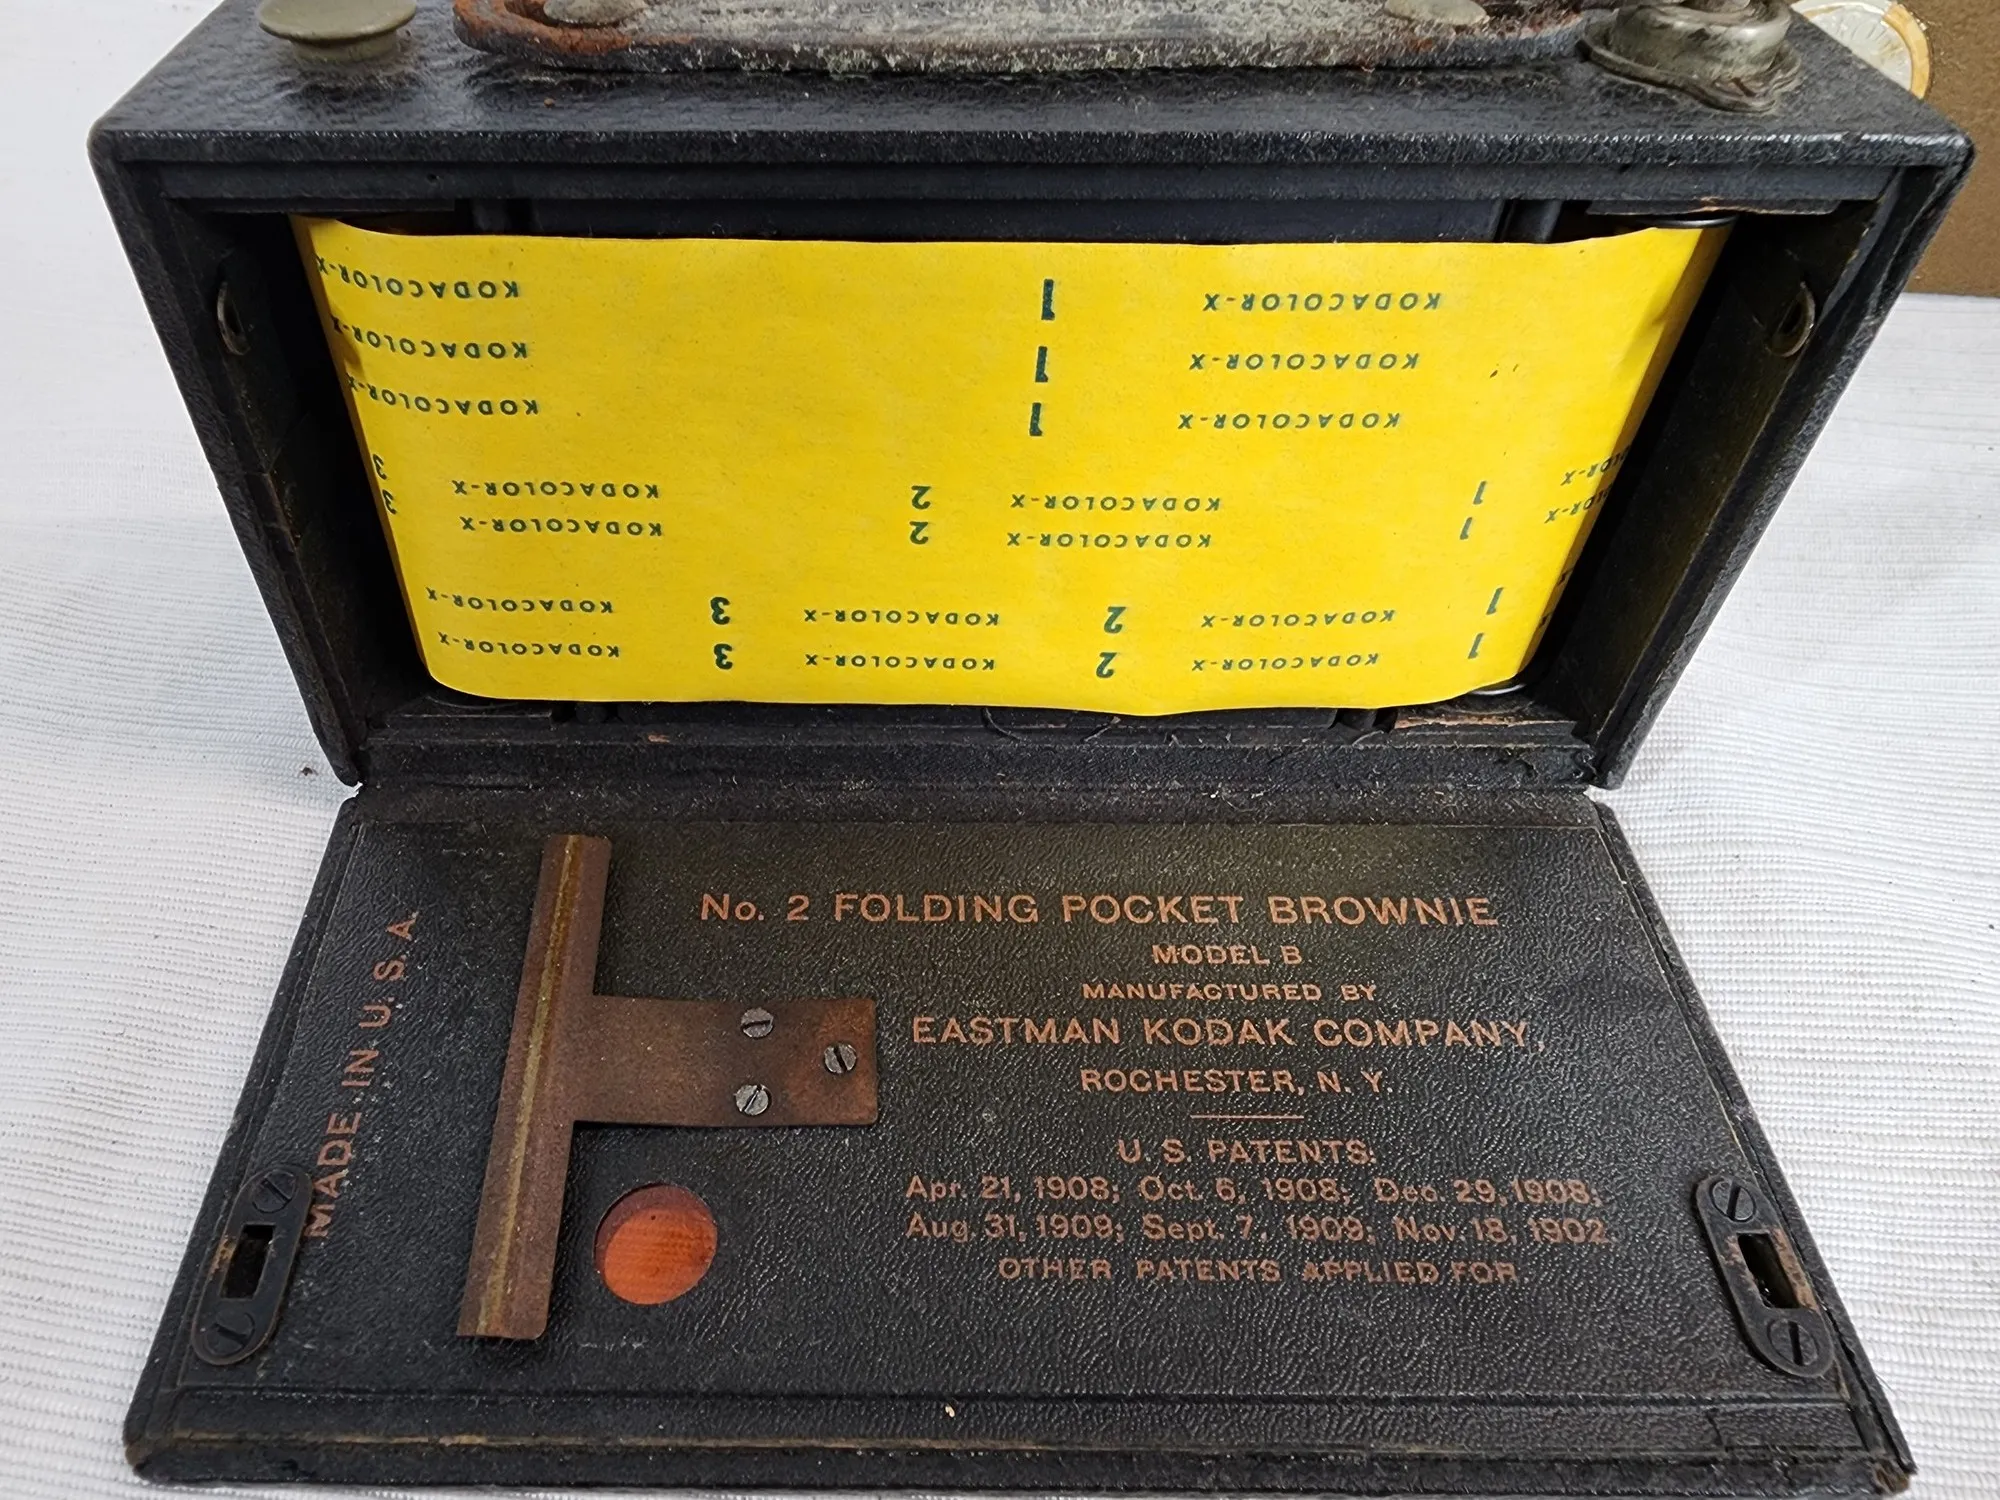 KODACOLOR-X 1 KODACOLOR-X
KODACOLOR-X 1 KODACOLOR-X
KODACOLOR-X 1 KODACOLOR-X
3 KODACOLOR-X 2 KODACOLOR-X 1
3 KODACOLOR-X 2 KODACOLOR-X 1
KODACOLOR-X 3 KODACOLOR-X 2 KODACOLOR-X 1
KODACOLOR-X 3 KODACOLOR-X 2 KODACOLOR-X 1
MADE IN U.S.A.
No. 2 FOLDING POCKET BROWNIE
MODEL B
MANUFACTURED BY
EASTMAN KODAK COMPANY,
ROCHESTER, N. Y.
U. S. PATENTS:
Apr. 21, 1908; Oct. 6, 1908; Dec. 29, 1908;
Aug. 31, 1909; Sept. 7, 1909; Nov. 18, 1902.
OTHER PATENTS APPLIED FOR